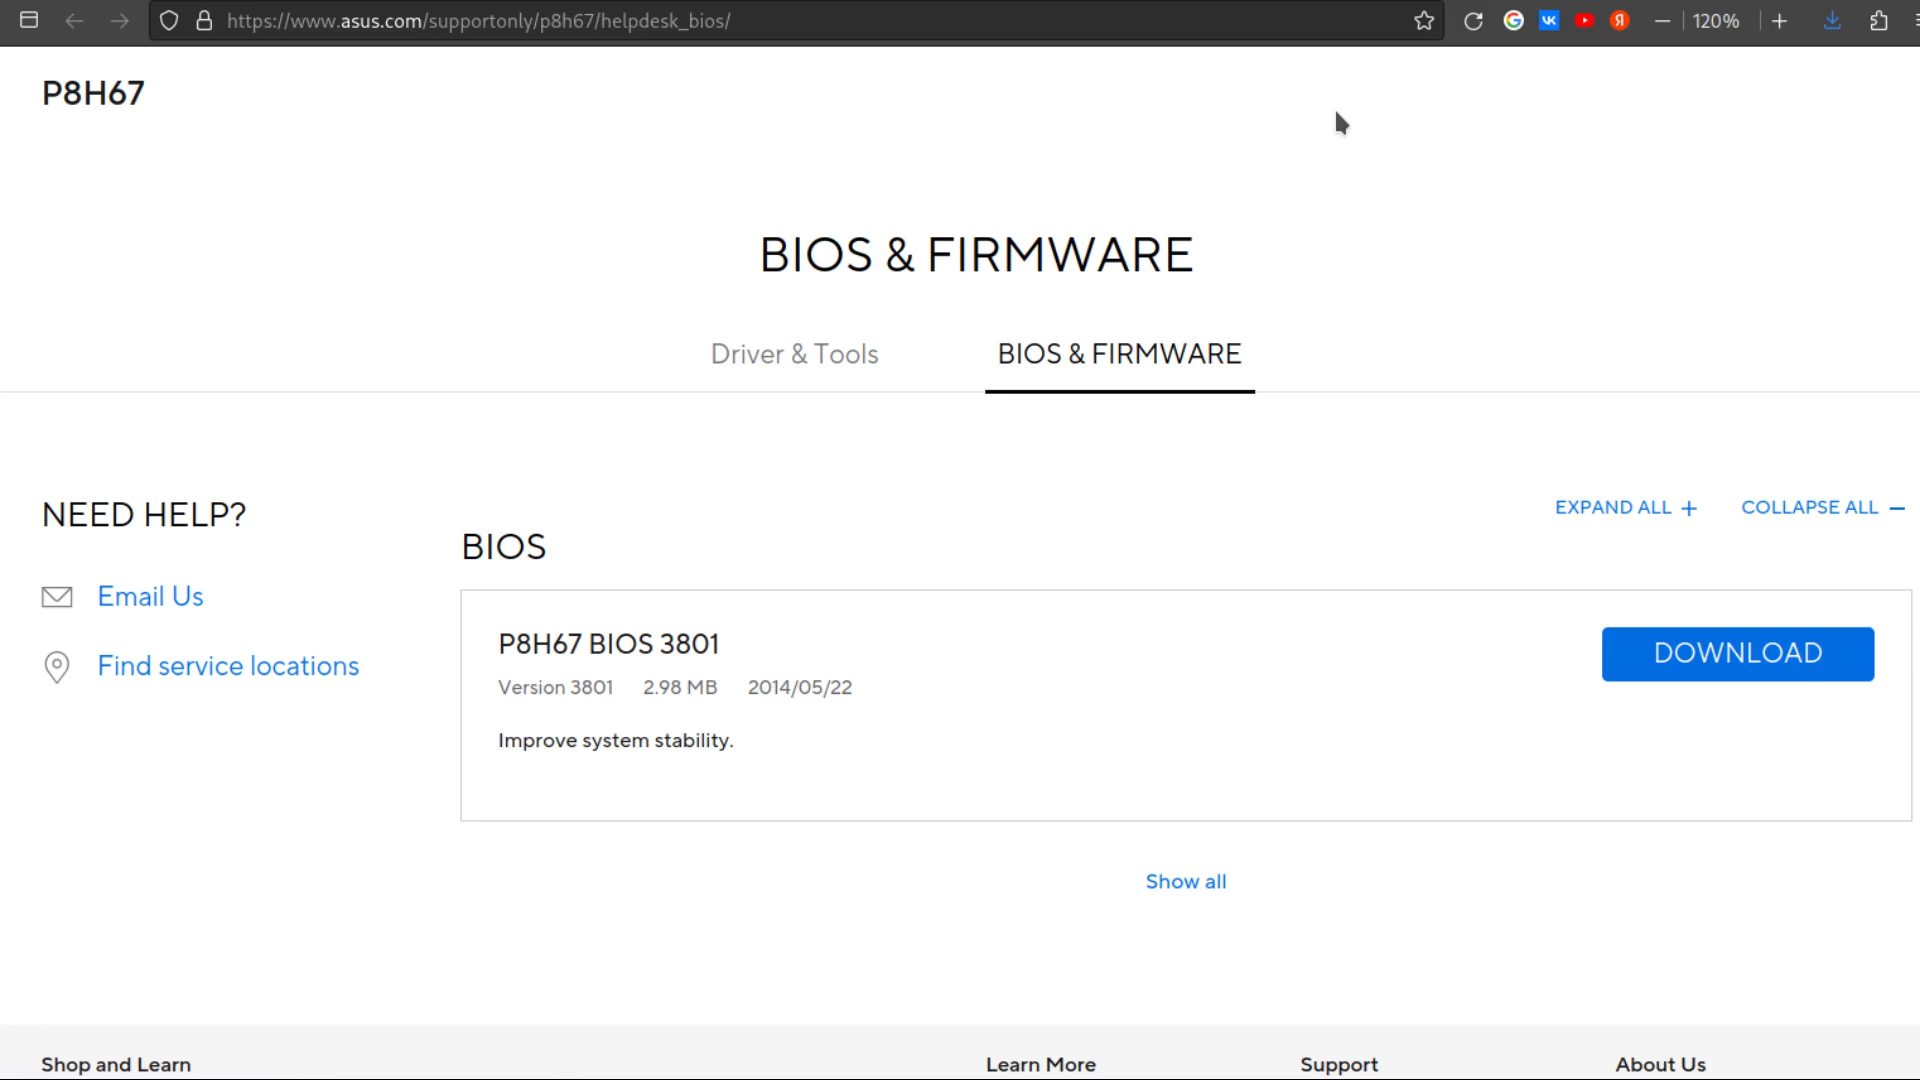 https://www.asus.com/supportonly/p8h67/helpdesk_bios/
120%
P8H67
BIOS & FIRMWARE
Driver & Tools
BIOS & FIRMWARE
NEED HELP?
Email Us
Find service locations
EXPAND ALL +
COLLAPSE ALL −
BIOS
P8H67 BIOS 3801
Version 3801 2.98 MB 2014/05/22
Improve system stability.
DOWNLOAD
Show all
Shop and Learn
Learn More
Support
About Us